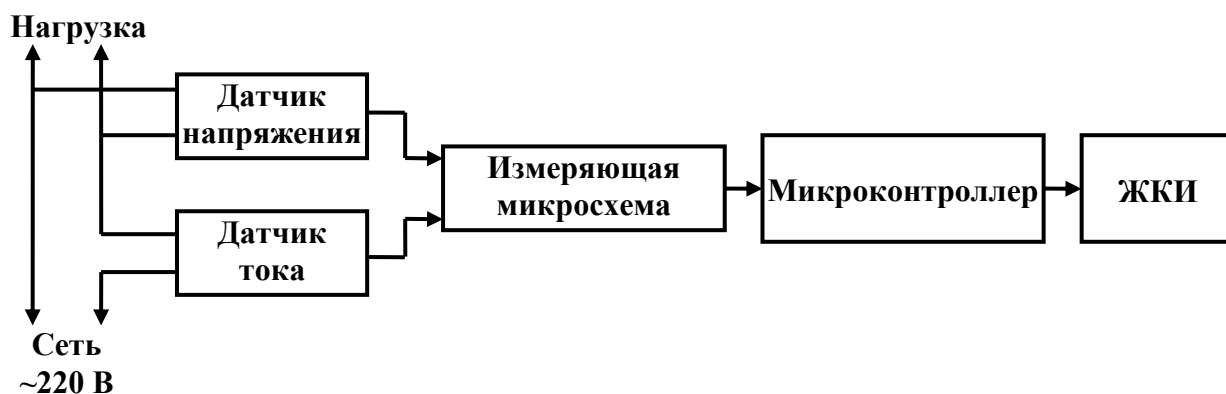 Нагрузка
Датчик
напряжения
Измеряющая
микросхема
Микроконтроллер
ЖКИ
Датчик
тока
Сеть
~220 В